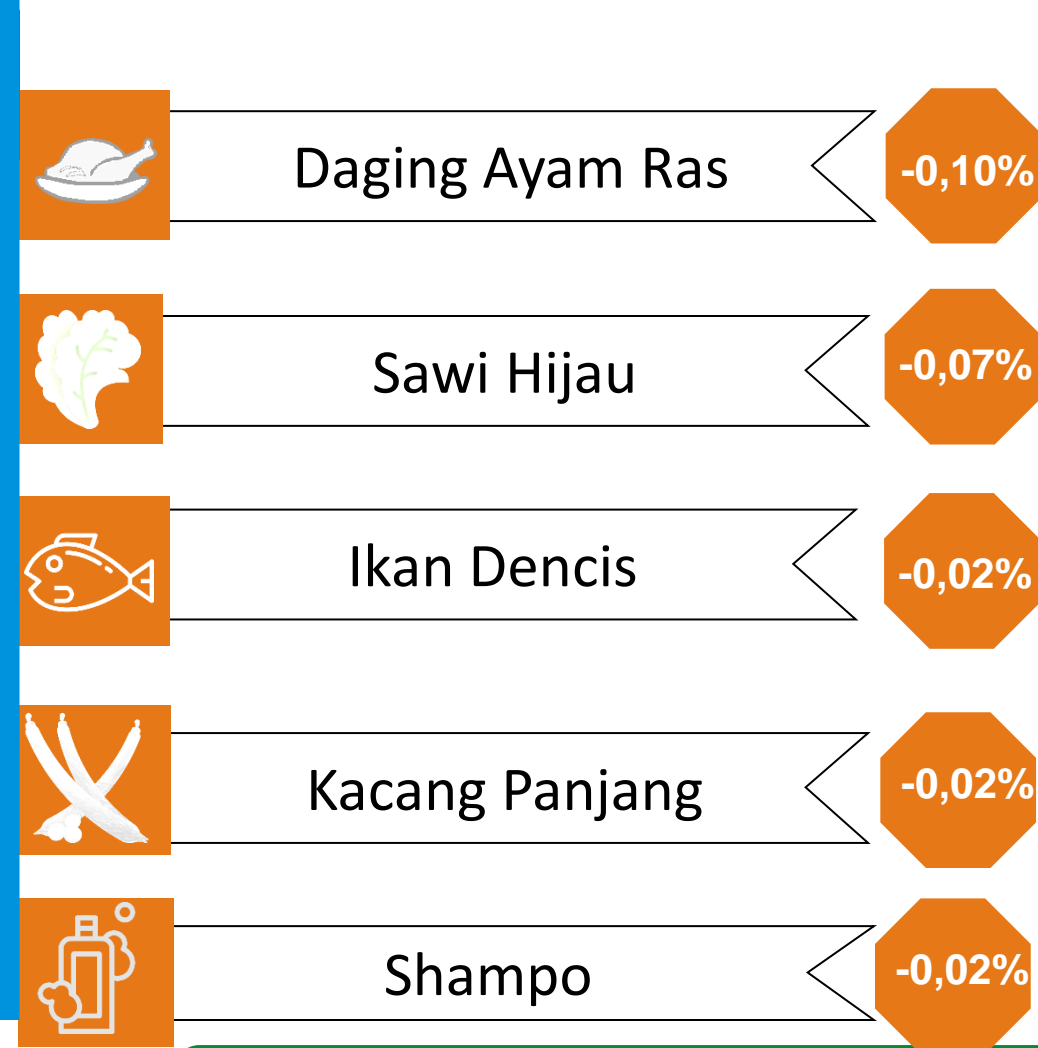 Daging Ayam Ras -0,10%
Sawi Hijau -0,07%
Ikan Dencis -0,02%
Kacang Panjang -0,02%
Shampo -0,02%